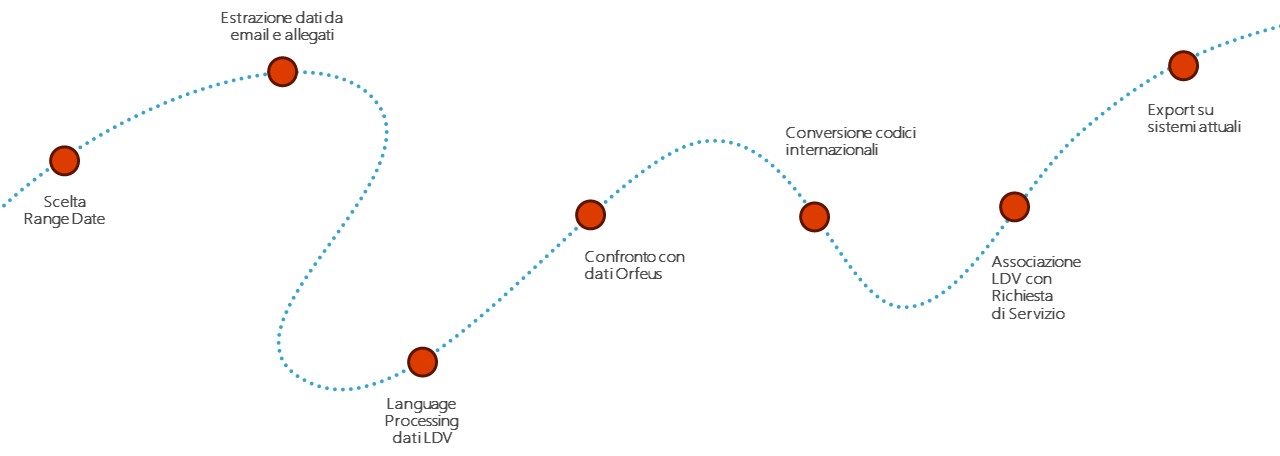 Scelta
Range Date
Estrazione dati da
email e allegati
Language
Processing
dati LDV
Confronto con
dati Orfeus
Conversione codici
internazionali
Associazione
LDV con
Richiesta
di Servizio
Export su
sistemi attuali